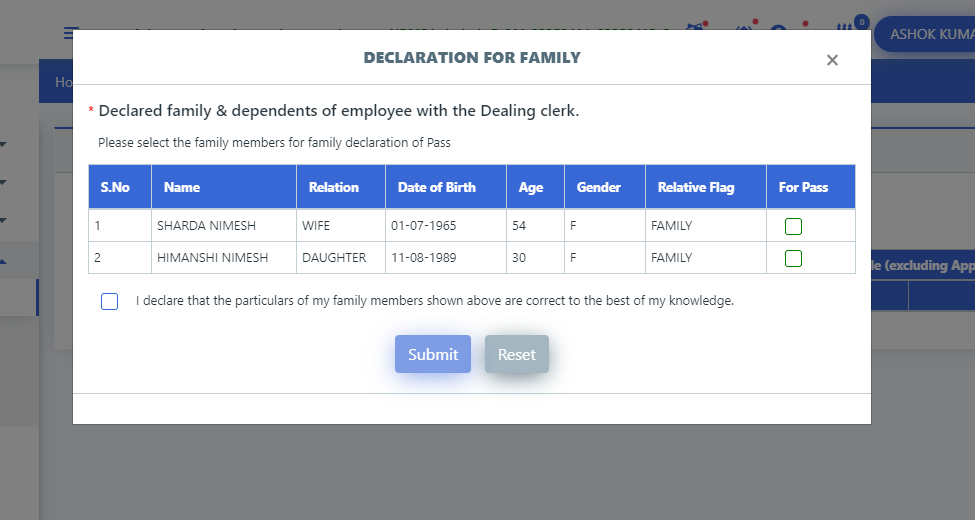 0
ASHOK KUMA
DECLARATION FOR FAMILY
×
Ho
* Declared family & dependents of employee with the Dealing clerk.
Please select the family members for family declaration of Pass
S.No Name Relation Date of Birth Age Gender Relative Flag For Pass
1 SHARDA NIMESH WIFE 01-07-1965 54 F FAMILY
2 HIMANSHI NIMESH DAUGHTER 11-08-1989 30 F FAMILY
le (excluding App
I declare that the particulars of my family members shown above are correct to the best of my knowledge.
Submit Reset